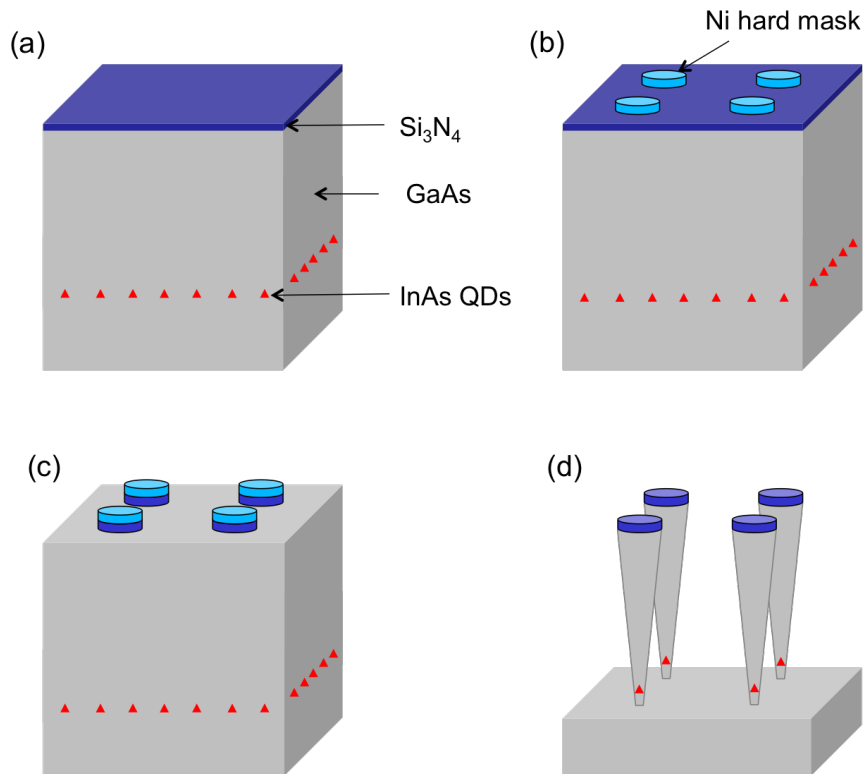 (a)
(b)
Ni hard mask
Si₃N₄
GaAs
InAs QDs
(c)
(d)